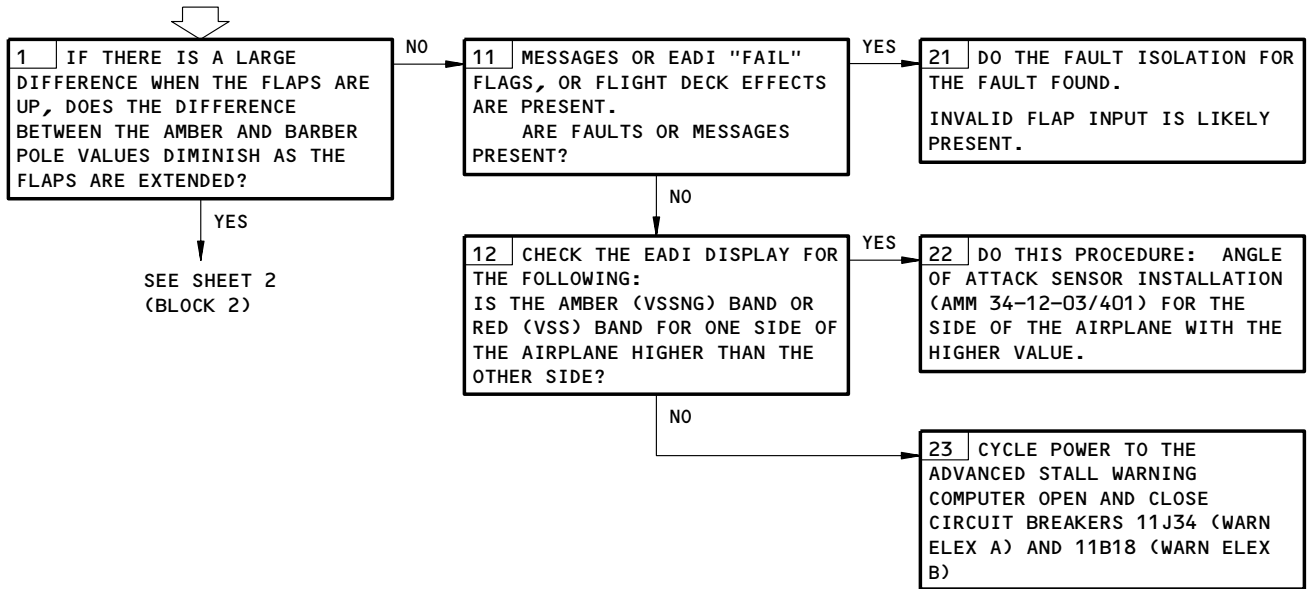 1 IF THERE IS A LARGE
DIFFERENCE WHEN THE FLAPS ARE
UP, DOES THE DIFFERENCE
BETWEEN THE AMBER AND BARBER
POLE VALUES DIMINISH AS THE
FLAPS ARE EXTENDED?
NO
YES
SEE SHEET 2
(BLOCK 2)
11 MESSAGES OR EADI "FAIL"
FLAGS, OR FLIGHT DECK EFFECTS
ARE PRESENT.
ARE FAULTS OR MESSAGES
PRESENT?
YES
NO
21 DO THE FAULT ISOLATION FOR
THE FAULT FOUND.
INVALID FLAP INPUT IS LIKELY
PRESENT.
12 CHECK THE EADI DISPLAY FOR
THE FOLLOWING:
IS THE AMBER (VSSNG) BAND OR
RED (VSS) BAND FOR ONE SIDE OF
THE AIRPLANE HIGHER THAN THE
OTHER SIDE?
YES
NO
22 DO THIS PROCEDURE: ANGLE
OF ATTACK SENSOR INSTALLATION
(AMM 34-12-03/401) FOR THE
SIDE OF THE AIRPLANE WITH THE
HIGHER VALUE.
23 CYCLE POWER TO THE
ADVANCED STALL WARNING
COMPUTER OPEN AND CLOSE
CIRCUIT BREAKERS 11J34 (WARN
ELEX A) AND 11B18 (WARN ELEX
B)